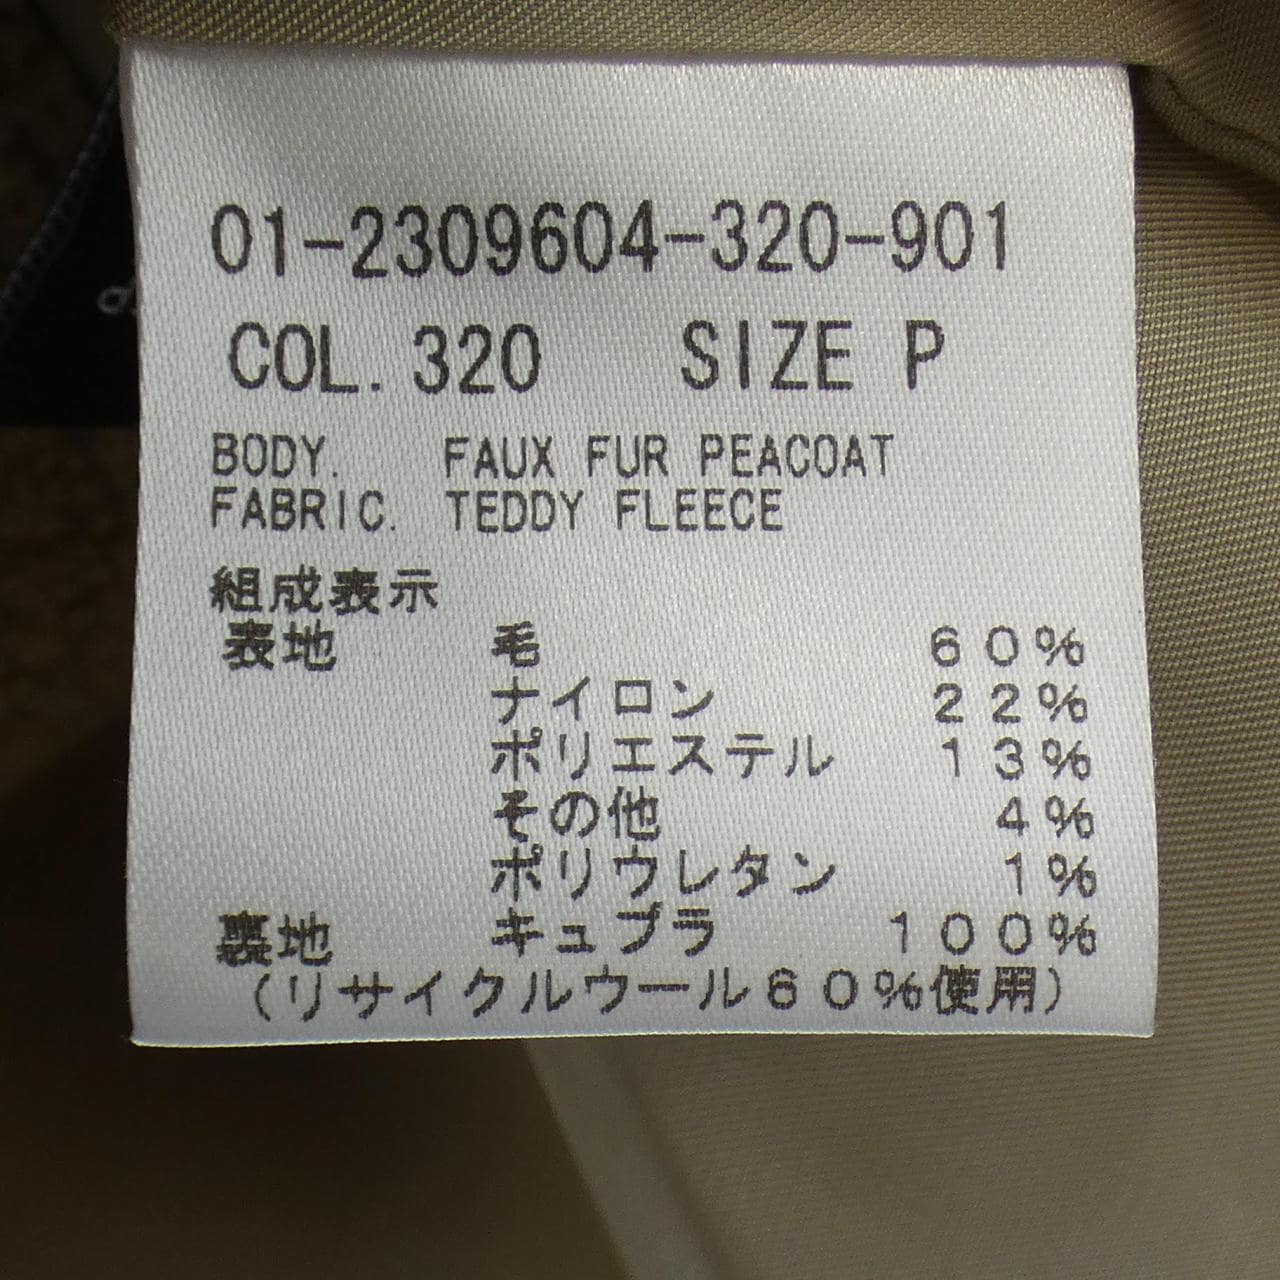 01-2309604-320-901
COL. 320 SIZE P
BODY. FAUX FUR PEACOAT
FABRIC. TEDDY FLEECE
組成表示
表地 毛 60%
ナイロン 22%
ポリエステル 13%
その他 4%
ポリウレタン 1%
裏地 キュプラ 100%
(リサイクルウール60%使用)